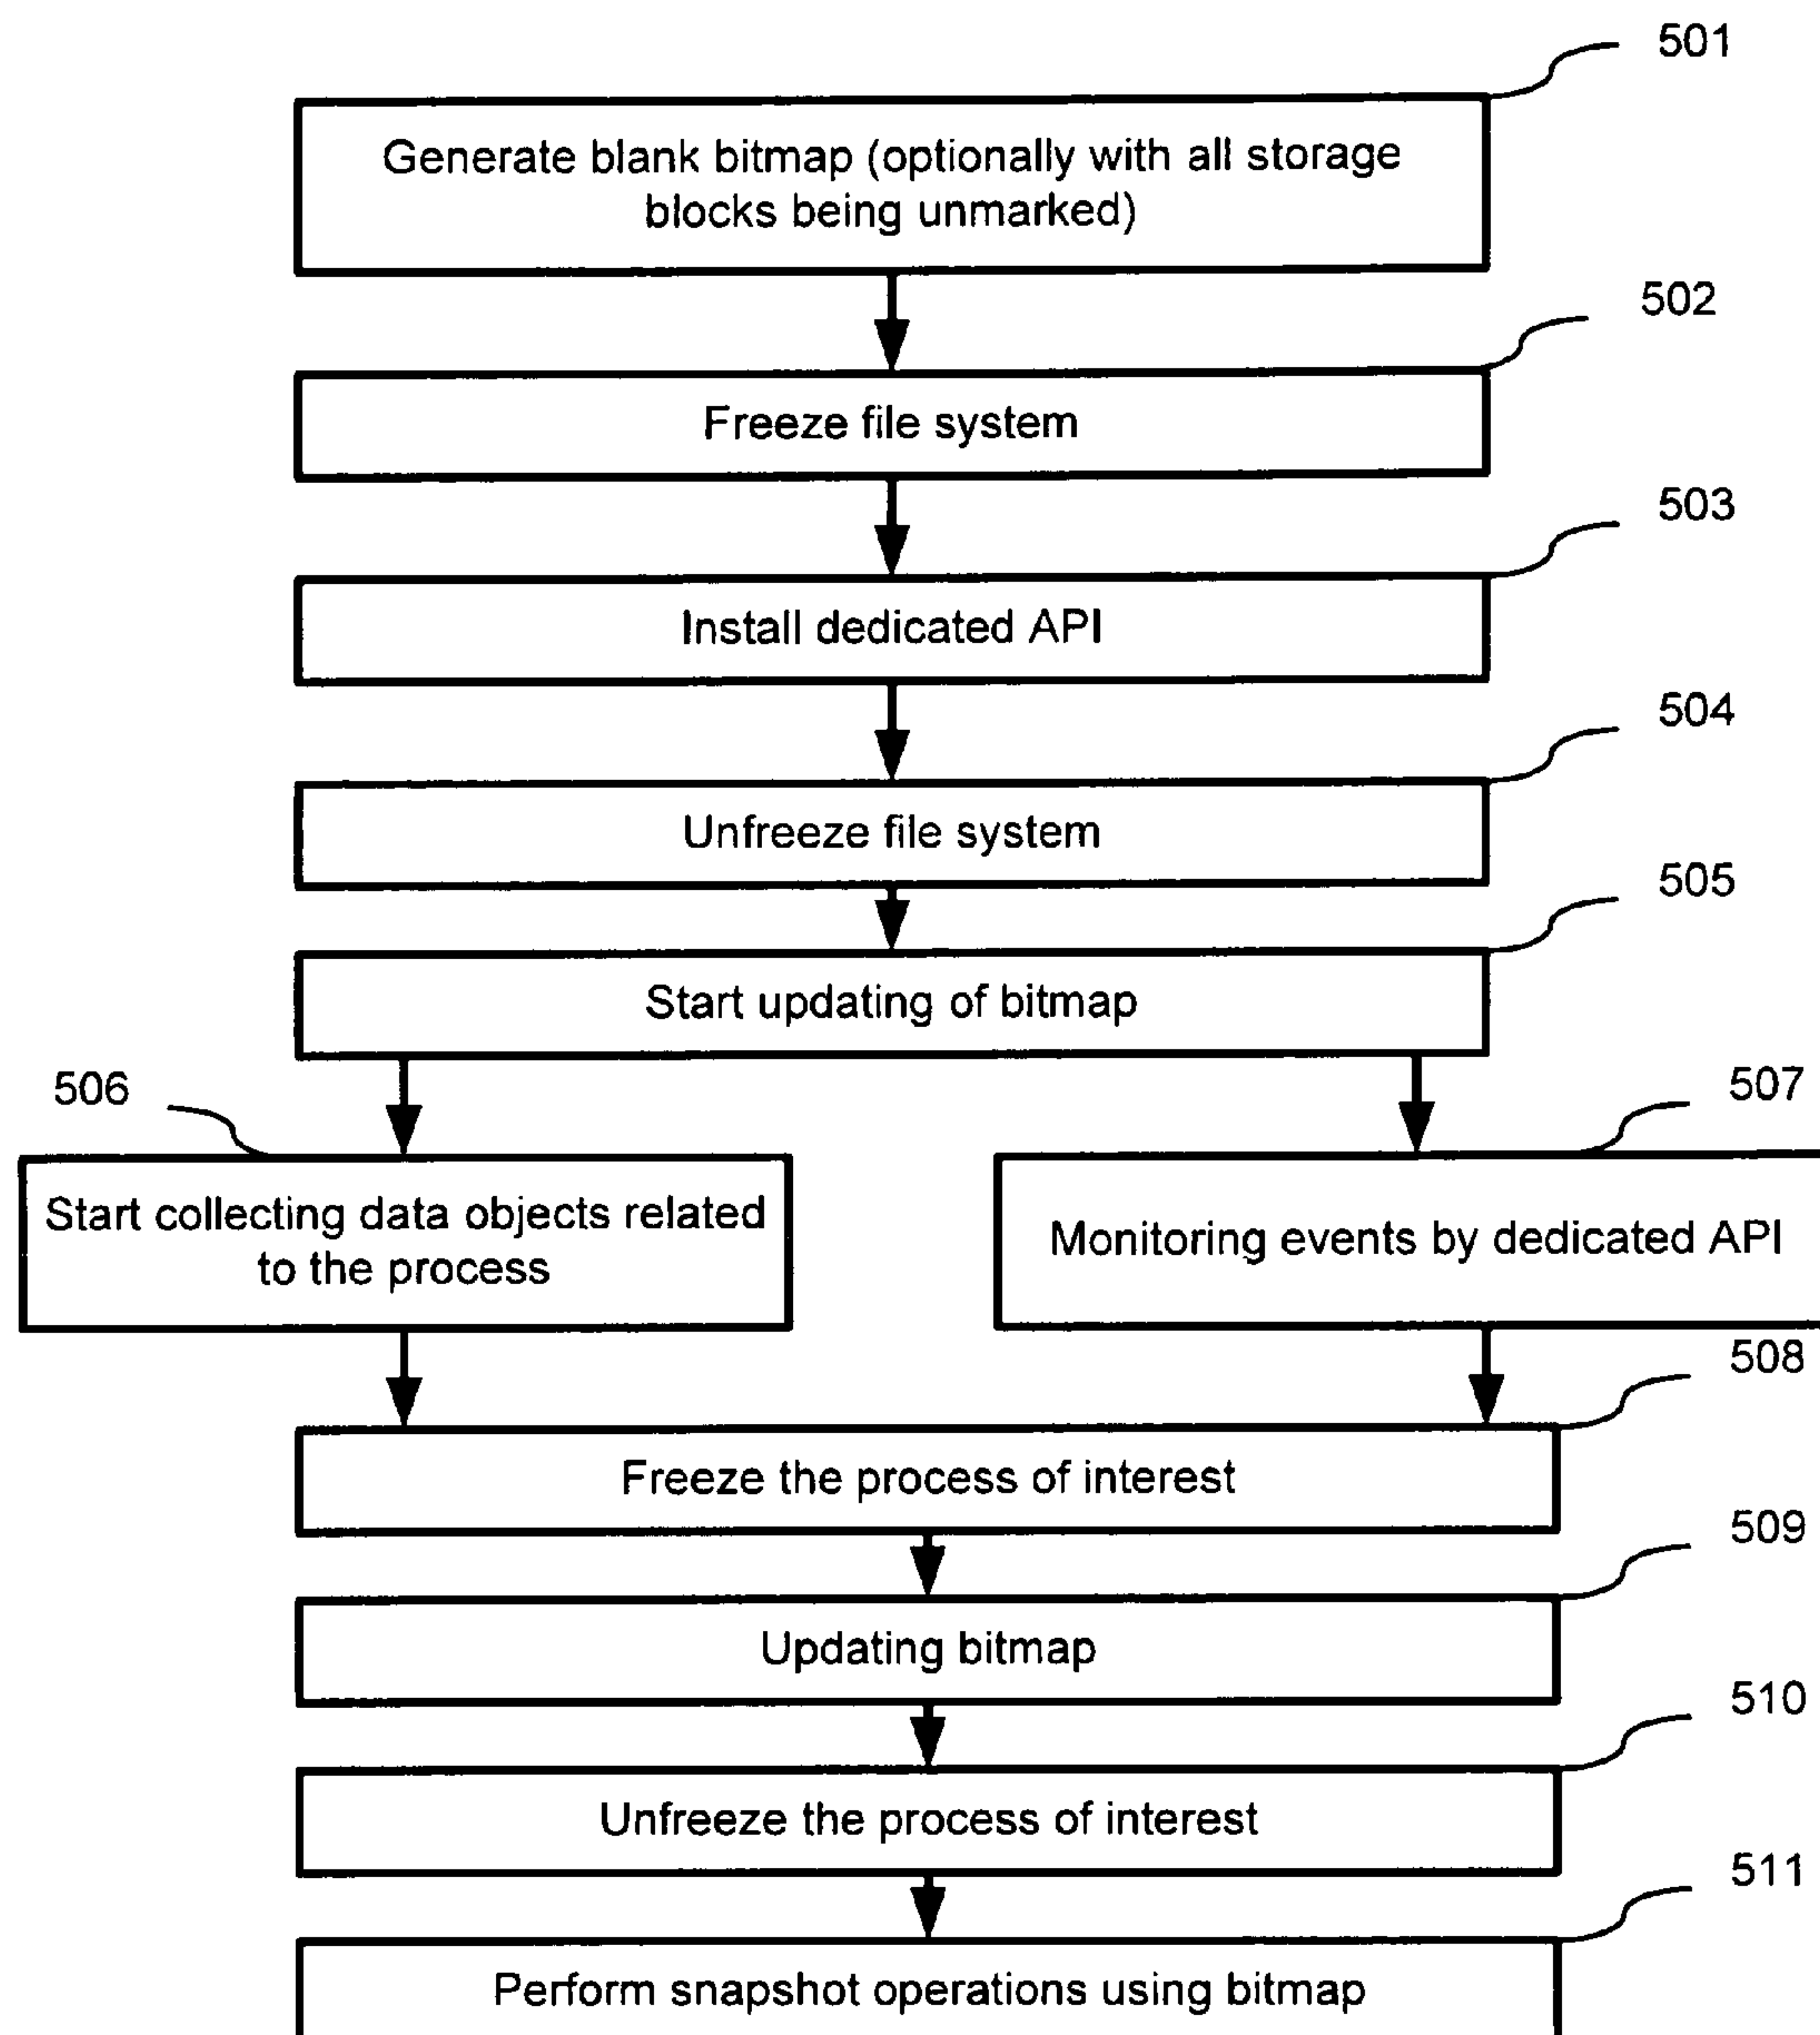 501
Generate blank bitmap (optionally with all storage
blocks being unmarked)
502
Freeze file system
503
Install dedicated API
504
Unfreeze file system
505
Start updating of bitmap
506
507
Start collecting data objects related
to the process
Monitoring events by dedicated API
508
Freeze the process of interest
509
Updating bitmap
510
Unfreeze the process of interest
511
Perform snapshot operations using bitmap